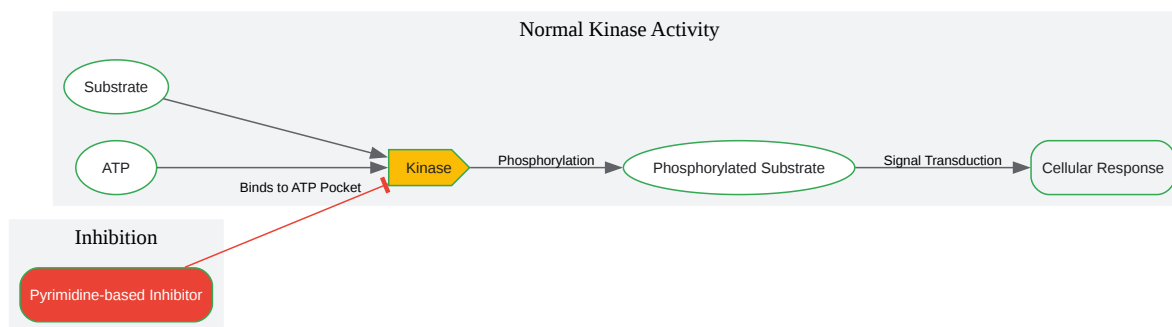 Normal Kinase Activity
Substrate
ATP
Kinase
Phosphorylation
Phosphorylated Substrate
Signal Transduction
Cellular Response
Binds to ATP Pocket
Inhibition
Pyrimidine-based Inhibitor